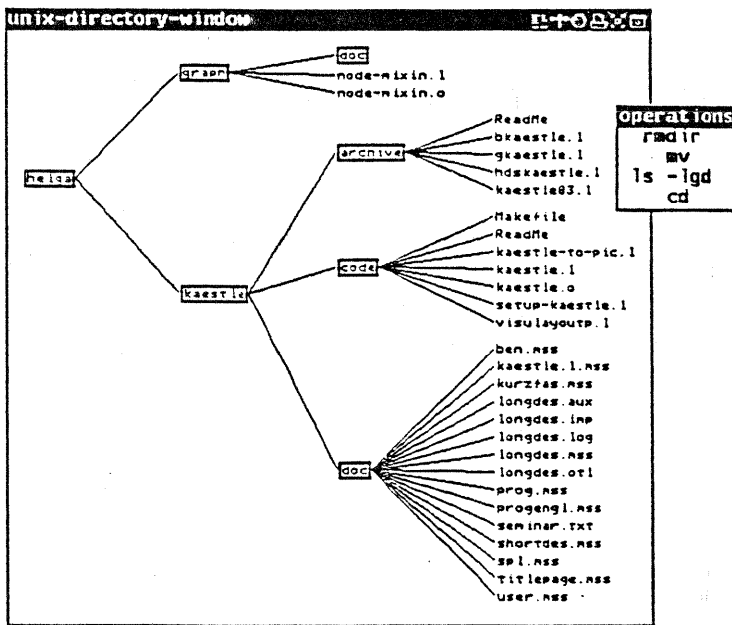 unix-directory-window
graph
doc
node-mixin.l
node-mixin.o
helga
kaestle
archive
ReadMe
bkaestle.l
gkaestle.l
hdskaestle.l
kaestle83.l
code
Makefile
ReadMe
kaestle-to-pic.l
kaestle.l
kaestle.o
setup-kaestle.l
visulayoutp.l
doc
ben.mss
kaestle.l.mss
kurzfas.mss
longdes.aux
longdes.imp
longdes.log
longdes.mss
longdes.otl
prog.mss
progengl.mss
seminar.txt
shortdes.mss
spl.mss
titlepage.mss
user.mss
operations
rmdir
mv
ls -lgd
cd